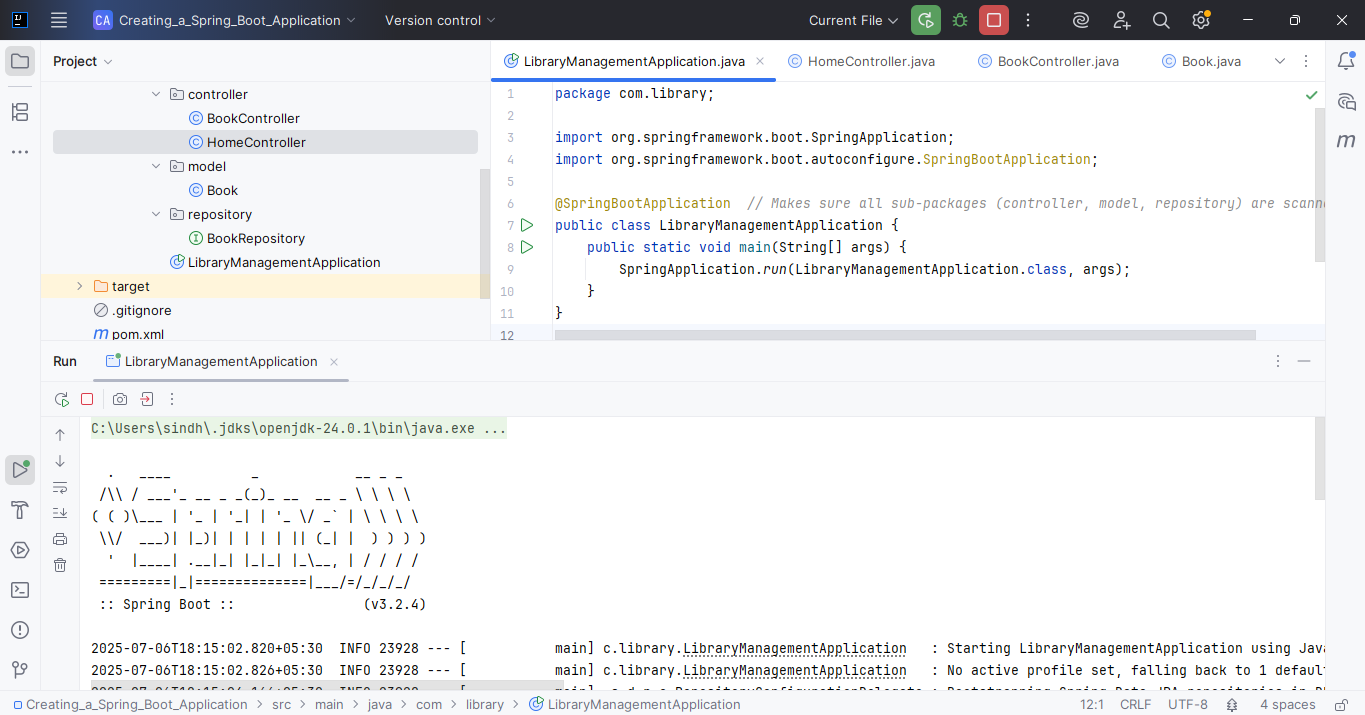 CA Creating_a_Spring_Boot_Application Version control Current File
Project
controller
BookController
HomeController
model
Book
repository
BookRepository
LibraryManagementApplication
target
.gitignore
pom.xml
LibraryManagementApplication.java HomeController.java BookController.java Book.java
1 package com.library;
2
3 import org.springframework.boot.SpringApplication;
4 import org.springframework.boot.autoconfigure.SpringBootApplication;
5
6 @SpringBootApplication // Makes sure all sub-packages (controller, model, repository) are scann
7 public class LibraryManagementApplication {
8 public static void main(String[] args) {
9 SpringApplication.run(LibraryManagementApplication.class, args);
10 }
11 }
12
Run LibraryManagementApplication
C:\Users\sindh\.jdks\openjdk-24.0.1\bin\java.exe ...
  .   ____          _            __ _ _
 /\\ / ___'_ __ _ _(_)_ __  __ _ \ \ \ \
( ( )\___ | '_ | '_| | '_ \/ _` | \ \ \ \
 \\/  ___)| |_)| | | | | || (_| |  ) ) ) )
  '  |____| .__|_| |_|_| |_\__, | / / / /
 =========|_|==============|___/=/_/_/_/
 :: Spring Boot ::                (v3.2.4)
2025-07-06T18:15:02.820+05:30  INFO 23928 --- [           main] c.library.LibraryManagementApplication   : Starting LibraryManagementApplication using Java
2025-07-06T18:15:02.826+05:30  INFO 23928 --- [           main] c.library.LibraryManagementApplication   : No active profile set, falling back to 1 default
Creating_a_Spring_Boot_Application > src > main > java > com > library > LibraryManagementApplication 12:1 CRLF UTF-8 4 spaces